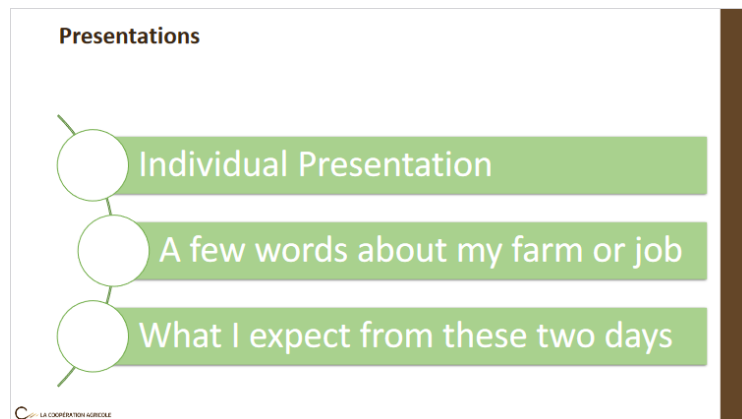 Presentations
Individual Presentation
A few words about my farm or job
What I expect from these two days
LA COOPÉRATION AGRICOLE